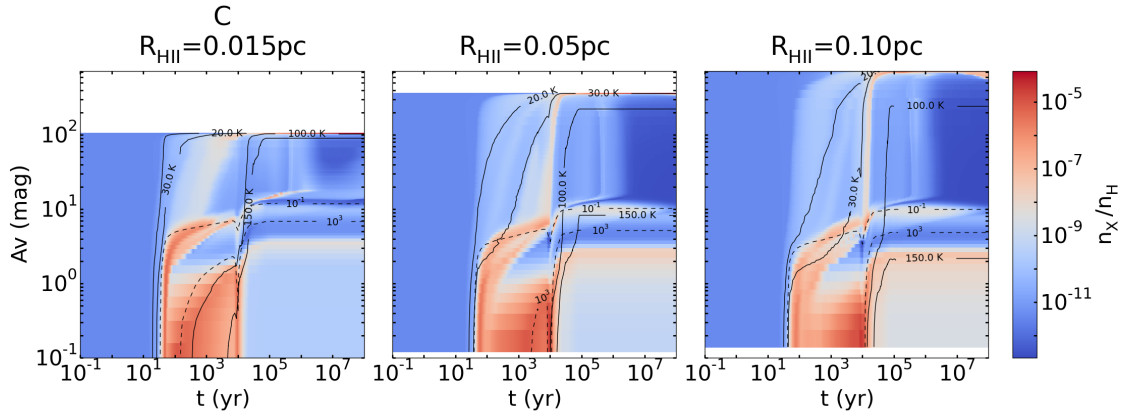 C
R_HII=0.015pc
R_HII=0.05pc
R_HII=0.10pc
20.0 K
100.0 K
30.0 K
150.0 K
10^-1
10^3
20.0 K
30.0 K
100.0 K
10^-1
150.0 K
10^3
10^3
100.0 K
30.0 K
10^-1
10^3
150.0 K
Av (mag)
10^2
10^1
10^0
10^-1
10^-1 10^1 10^3 10^5 10^7
10^-1 10^1 10^3 10^5 10^7
10^-1 10^1 10^3 10^5 10^7
t (yr)
t (yr)
t (yr)
10^-5
10^-7
10^-9
10^-11
n_X/n_H